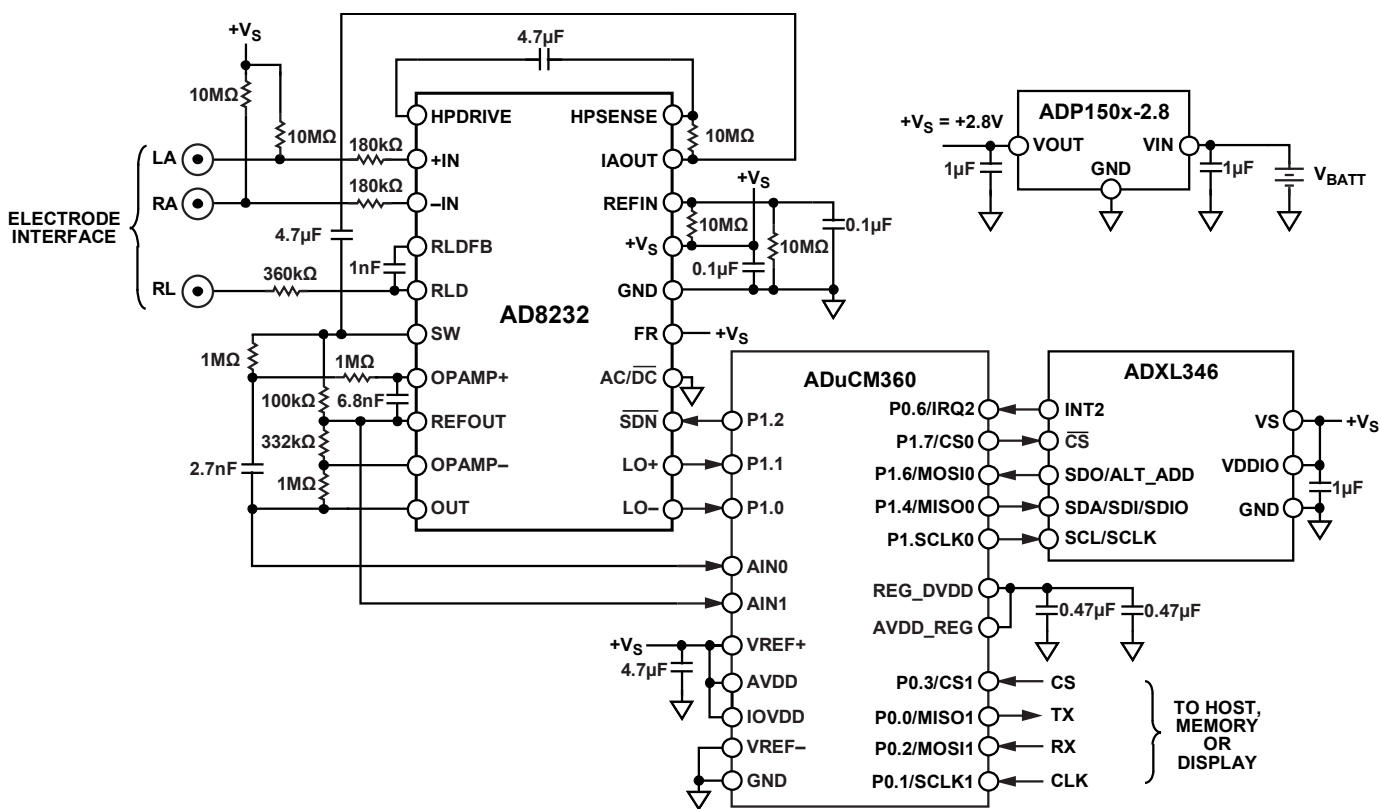 +VS
10MΩ
10MΩ
LA
RA
RL
ELECTRODE
INTERFACE
180kΩ
180kΩ
4.7µF
1nF
360kΩ
1MΩ
1MΩ
100kΩ
6.8nF
332kΩ
2.7nF
1MΩ
4.7µF
HPDRIVE
+IN
–IN
RLDFB
RLD
SW
OPAMP+
REFOUT
OPAMP–
OUT
AD8232
HPSENSE
IAOUT
REFIN
+VS
GND
FR
AC/DC
SDN
LO+
LO–
10MΩ
+VS
10MΩ
10MΩ
0.1µF
0.1µF
+VS
ADP150x-2.8
+VS = +2.8V
VOUT
VIN
GND
1µF
1µF
VBATT
ADuCM360
P1.2
P1.1
P1.0
AIN0
AIN1
+VS
4.7µF
VREF+
AVDD
IOVDD
VREF–
GND
P0.6/IRQ2
P1.7/CS0
P1.6/MOSI0
P1.4/MISO0
P1.SCLK0
REG_DVDD
AVDD_REG
P0.3/CS1
P0.0/MISO1
P0.2/MOSI1
P0.1/SCLK1
ADXL346
INT2
CS
SDO/ALT_ADD
SDA/SDI/SDIO
SCL/SCLK
VS
VDDIO
GND
+VS
1µF
0.47µF
0.47µF
CS
TX
RX
CLK
TO HOST,
MEMORY
OR
DISPLAY